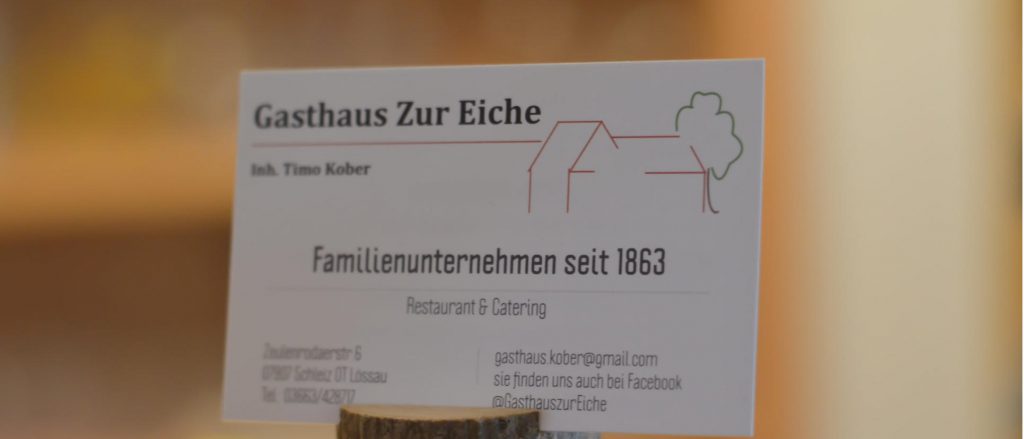 Gasthaus Zur Eiche
Inh. Timo Kober
Familienunternehmen seit 1863
Restaurant & Catering
Zeulenrodaerstr 6
07907 Schleiz OT Lössau
Tel. 03663/428717
gasthaus.kober@gmail.com
sie finden uns auch bei Facebook
@GasthauszurEiche